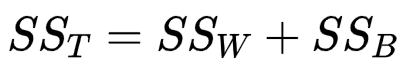 $SS_T = SS_W + SS_B$